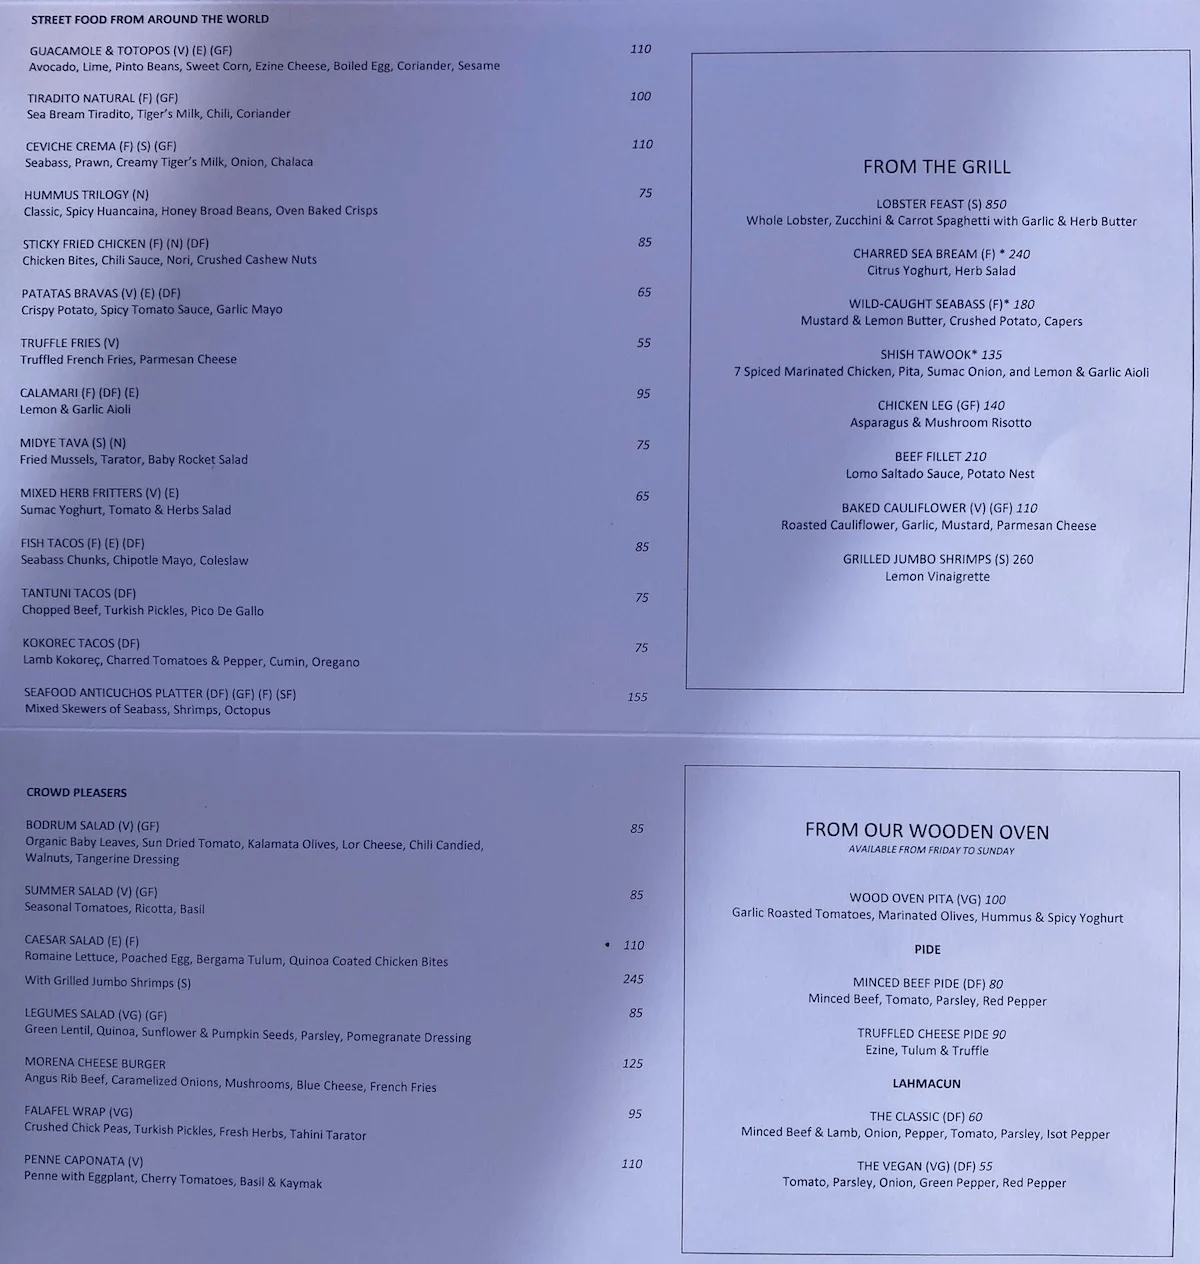 STREET FOOD FROM AROUND THE WORLD
GUACAMOLE & TOTOPOS (V) (E) (GF) 110
Avocado, Lime, Pinto Beans, Sweet Corn, Ezine Cheese, Boiled Egg, Coriander, Sesame
TIRADITO NATURAL (F) (GF) 100
Sea Bream Tiradito, Tiger's Milk, Chili, Coriander
CEVICHE CREMA (F) (S) (GF) 110
Seabass, Prawn, Creamy Tiger's Milk, Onion, Chalaca
HUMMUS TRILOGY (N) 75
Classic, Spicy Huancaina, Honey Broad Beans, Oven Baked Crisps
STICKY FRIED CHICKEN (F) (N) (DF) 85
Chicken Bites, Chili Sauce, Nori, Crushed Cashew Nuts
PATATAS BRAVAS (V) (E) (DF) 65
Crispy Potato, Spicy Tomato Sauce, Garlic Mayo
TRUFFLE FRIES (V) 55
Truffled French Fries, Parmesan Cheese
CALAMARI (F) (DF) (E) 95
Lemon & Garlic Aioli
MIDYE TAVA (S) (N) 75
Fried Mussels, Tarator, Baby Rocket Salad
MIXED HERB FRITTERS (V) (E) 65
Sumac Yoghurt, Tomato & Herbs Salad
FISH TACOS (F) (E) (DF) 85
Seabass Chunks, Chipotle Mayo, Coleslaw
TANTUNI TACOS (DF) 75
Chopped Beef, Turkish Pickles, Pico De Gallo
KOKOREC TACOS (DF) 75
Lamb Kokoreç, Charred Tomatoes & Pepper, Cumin, Oregano
SEAFOOD ANTICUCHOS PLATTER (DF) (GF) (F) (SF) 155
Mixed Skewers of Seabass, Shrimps, Octopus
FROM THE GRILL
LOBSTER FEAST (S) 850
Whole Lobster, Zucchini & Carrot Spaghetti with Garlic & Herb Butter
CHARRED SEA BREAM (F) * 240
Citrus Yoghurt, Herb Salad
WILD-CAUGHT SEABASS (F)* 180
Mustard & Lemon Butter, Crushed Potato, Capers
SHISH TAWOOK* 135
7 Spiced Marinated Chicken, Pita, Sumac Onion, and Lemon & Garlic Aioli
CHICKEN LEG (GF) 140
Asparagus & Mushroom Risotto
BEEF FILLET 210
Lomo Saltado Sauce, Potato Nest
BAKED CAULIFLOWER (V) (GF) 110
Roasted Cauliflower, Garlic, Mustard, Parmesan Cheese
GRILLED JUMBO SHRIMPS (S) 260
Lemon Vinaigrette
CROWD PLEASERS
BODRUM SALAD (V) (GF) 85
Organic Baby Leaves, Sun Dried Tomato, Kalamata Olives, Lor Cheese, Chili Candied,
Walnuts, Tangerine Dressing
SUMMER SALAD (V) (GF) 85
Seasonal Tomatoes, Ricotta, Basil
CAESAR SALAD (E) (F) 110
Romaine Lettuce, Poached Egg, Bergama Tulum, Quinoa Coated Chicken Bites
With Grilled Jumbo Shrimps (S) 245
LEGUMES SALAD (VG) (GF) 85
Green Lentil, Quinoa, Sunflower & Pumpkin Seeds, Parsley, Pomegranate Dressing
MORENA CHEESE BURGER 125
Angus Rib Beef, Caramelized Onions, Mushrooms, Blue Cheese, French Fries
FALAFEL WRAP (VG) 95
Crushed Chick Peas, Turkish Pickles, Fresh Herbs, Tahini Tarator
PENNE CAPONATA (V) 110
Penne with Eggplant, Cherry Tomatoes, Basil & Kaymak
FROM OUR WOODEN OVEN
AVAILABLE FROM FRIDAY TO SUNDAY
WOOD OVEN PITA (VG) 100
Garlic Roasted Tomatoes, Marinated Olives, Hummus & Spicy Yoghurt
PIDE
MINCED BEEF PIDE (DF) 80
Minced Beef, Tomato, Parsley, Red Pepper
TRUFFLED CHEESE PIDE 90
Ezine, Tulum & Truffle
LAHMACUN
THE CLASSIC (DF) 60
Minced Beef & Lamb, Onion, Pepper, Tomato, Parsley, Isot Pepper
THE VEGAN (VG) (DF) 55
Tomato, Parsley, Onion, Green Pepper, Red Pepper